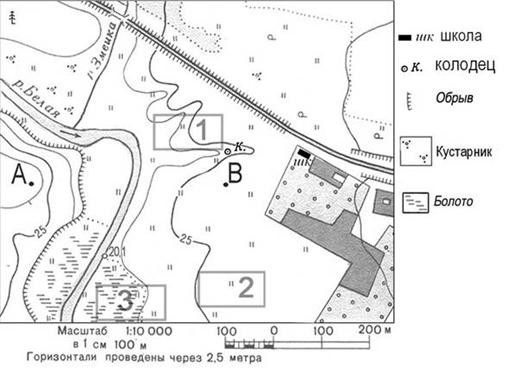 р. Змейка
р. Белая
1
к.
шк
А
В
25
25
20,1
2
3
Масштаб 1:10 000
в 1 см 100 м
100 0 100 200 м
Горизонтали проведены через 2,5 метра
шк школа
к. колодец
Обрыв
Кустарник
Болото